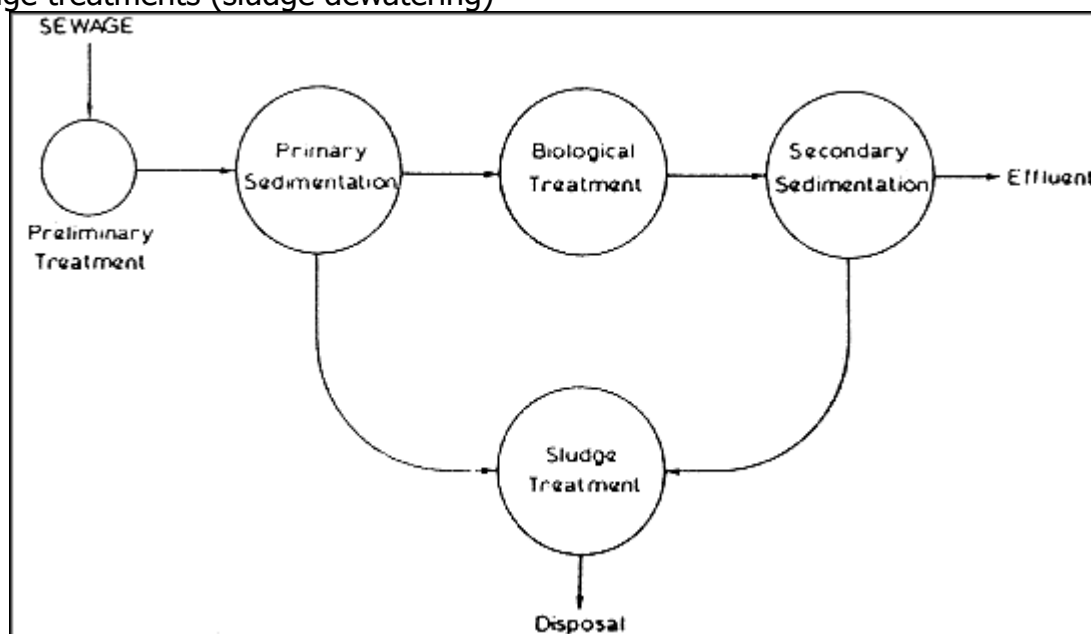 ge treatments (sludge dewatering)
SEWAGE
Preliminary
Treatment
Primary
Sedimentation
Biological
Treatment
Secondary
Sedimentation
Effluent
Sludge
Treatment
Disposal